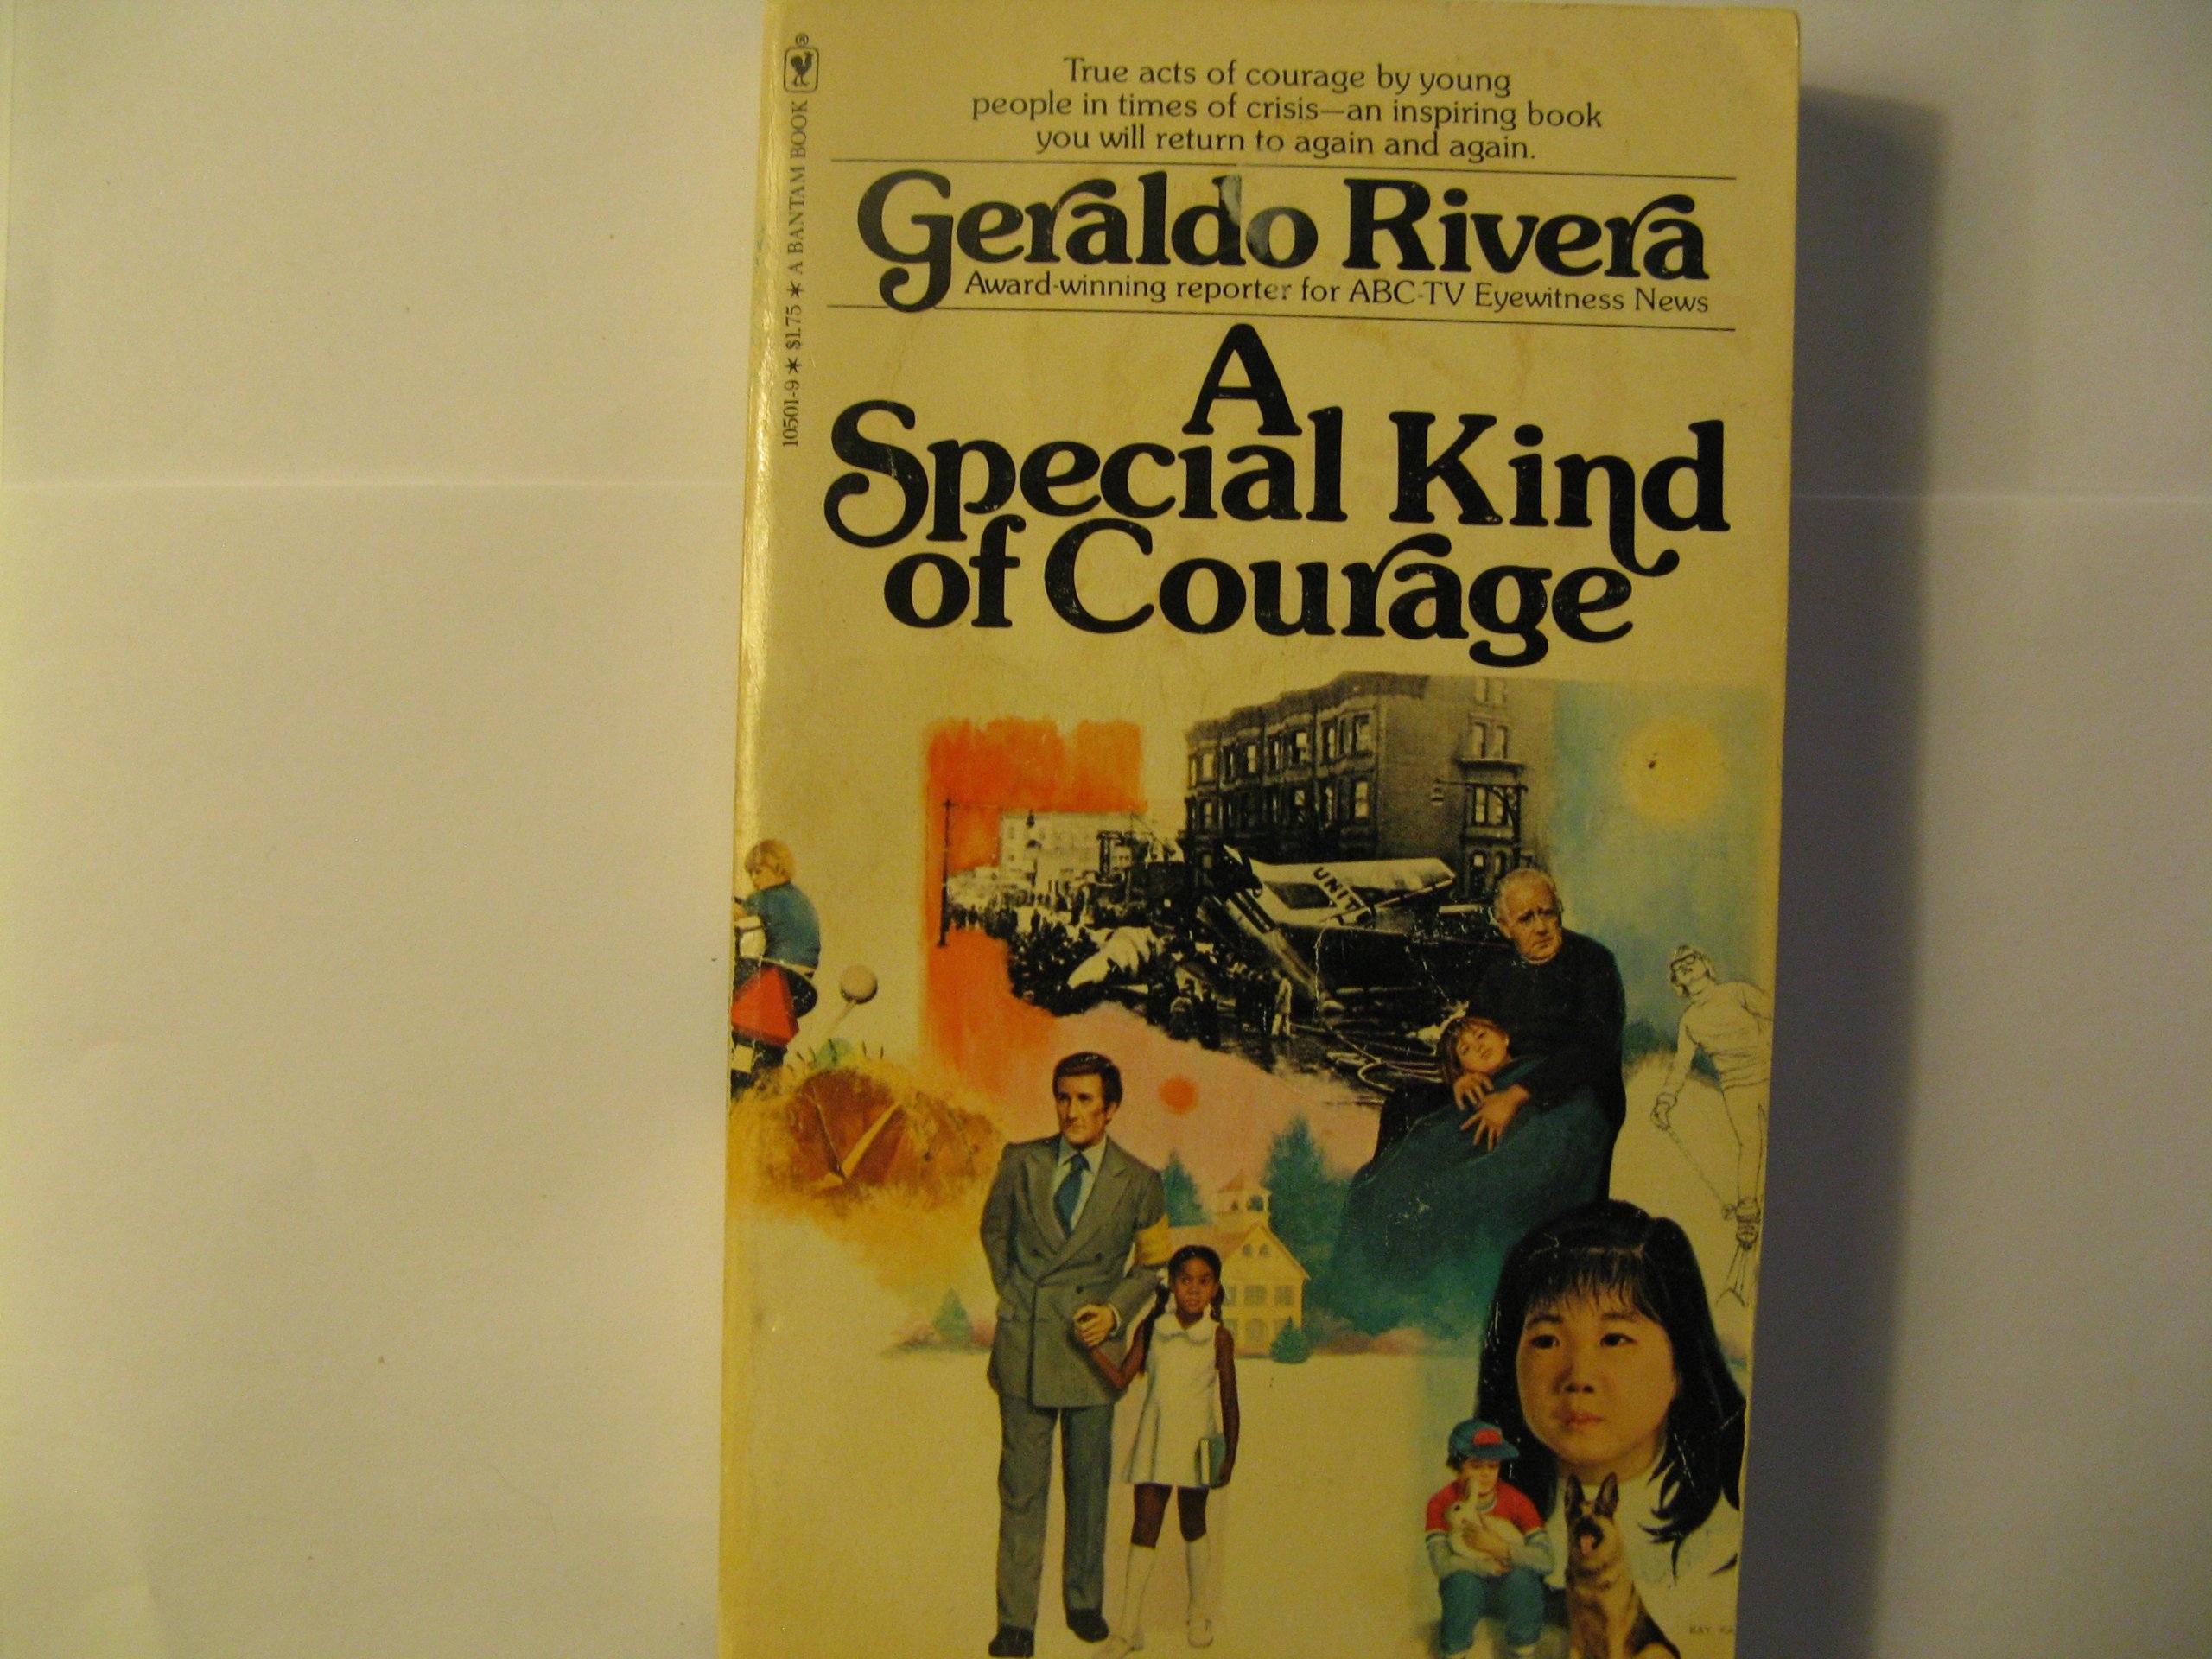 True acts of courage by young
people in times of crisis—an inspiring book
you will return to again and again.
Geraldo Rivera
Award-winning reporter for ABC-TV Eyewitness News
A
Special Kind
of Courage
10501-9 * $1.75 * A BANTAM BOOK ®
UNIT
KAY